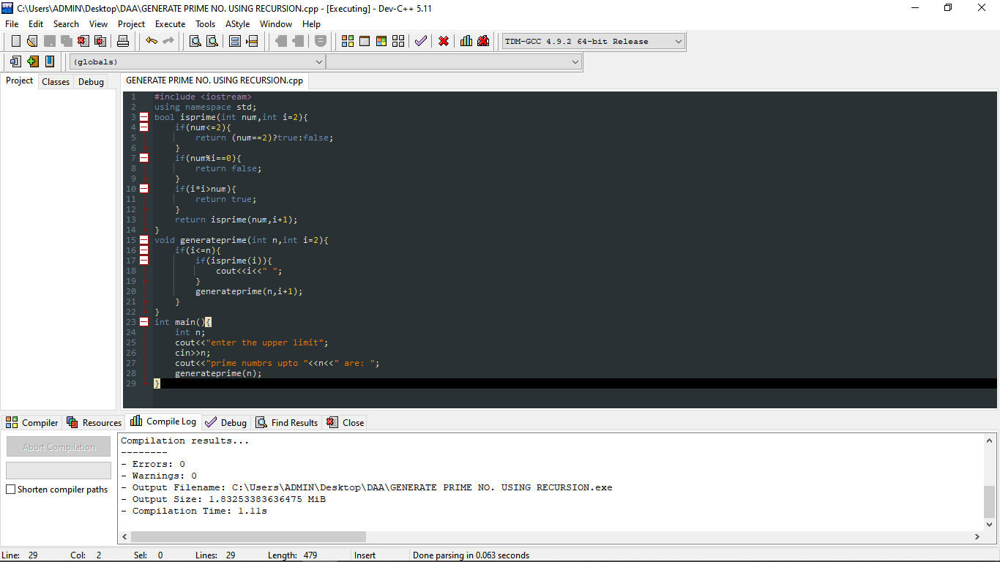 C:\Users\ADMIN\Desktop\DAA\GENERATE PRIME NO. USING RECURSION.cpp - [Executing] - Dev-C++ 5.11
File Edit Search View Project Execute Tools AStyle Window Help
TDM-GCC 4.9.2 64-bit Release
(globals)
Project Classes Debug
GENERATE PRIME NO. USING RECURSION.cpp
1 #include <iostream>
2 using namespace std;
3 bool isprime(int num,int i=2){
4 if(num<=2){
5 return (num==2)?true:false;
6 }
7 if(num%i==0){
8 return false;
9 }
10 if(i*i>num){
11 return true;
12 }
13 return isprime(num,i+1);
14 }
15 void generateprime(int n,int i=2){
16 if(i<=n){
17 if(isprime(i)){
18 cout<<i<<" ";
19 }
20 generateprime(n,i+1);
21 }
22 }
23 int main(){
24 int n;
25 cout<<"enter the upper limit";
26 cin>>n;
27 cout<<"prime numbrs upto "<<n<<" are: ";
28 generateprime(n);
29 }
Compiler Resources Compile Log Debug Find Results Close
Abort Compilation
Shorten compiler paths
Compilation results...
--------
- Errors: 0
- Warnings: 0
- Output Filename: C:\Users\ADMIN\Desktop\DAA\GENERATE PRIME NO. USING RECURSION.exe
- Output Size: 1.83253383636475 MiB
- Compilation Time: 1.11s
Line: 29 Col: 2 Sel: 0 Lines: 29 Length: 479 Insert Done parsing in 0.063 seconds